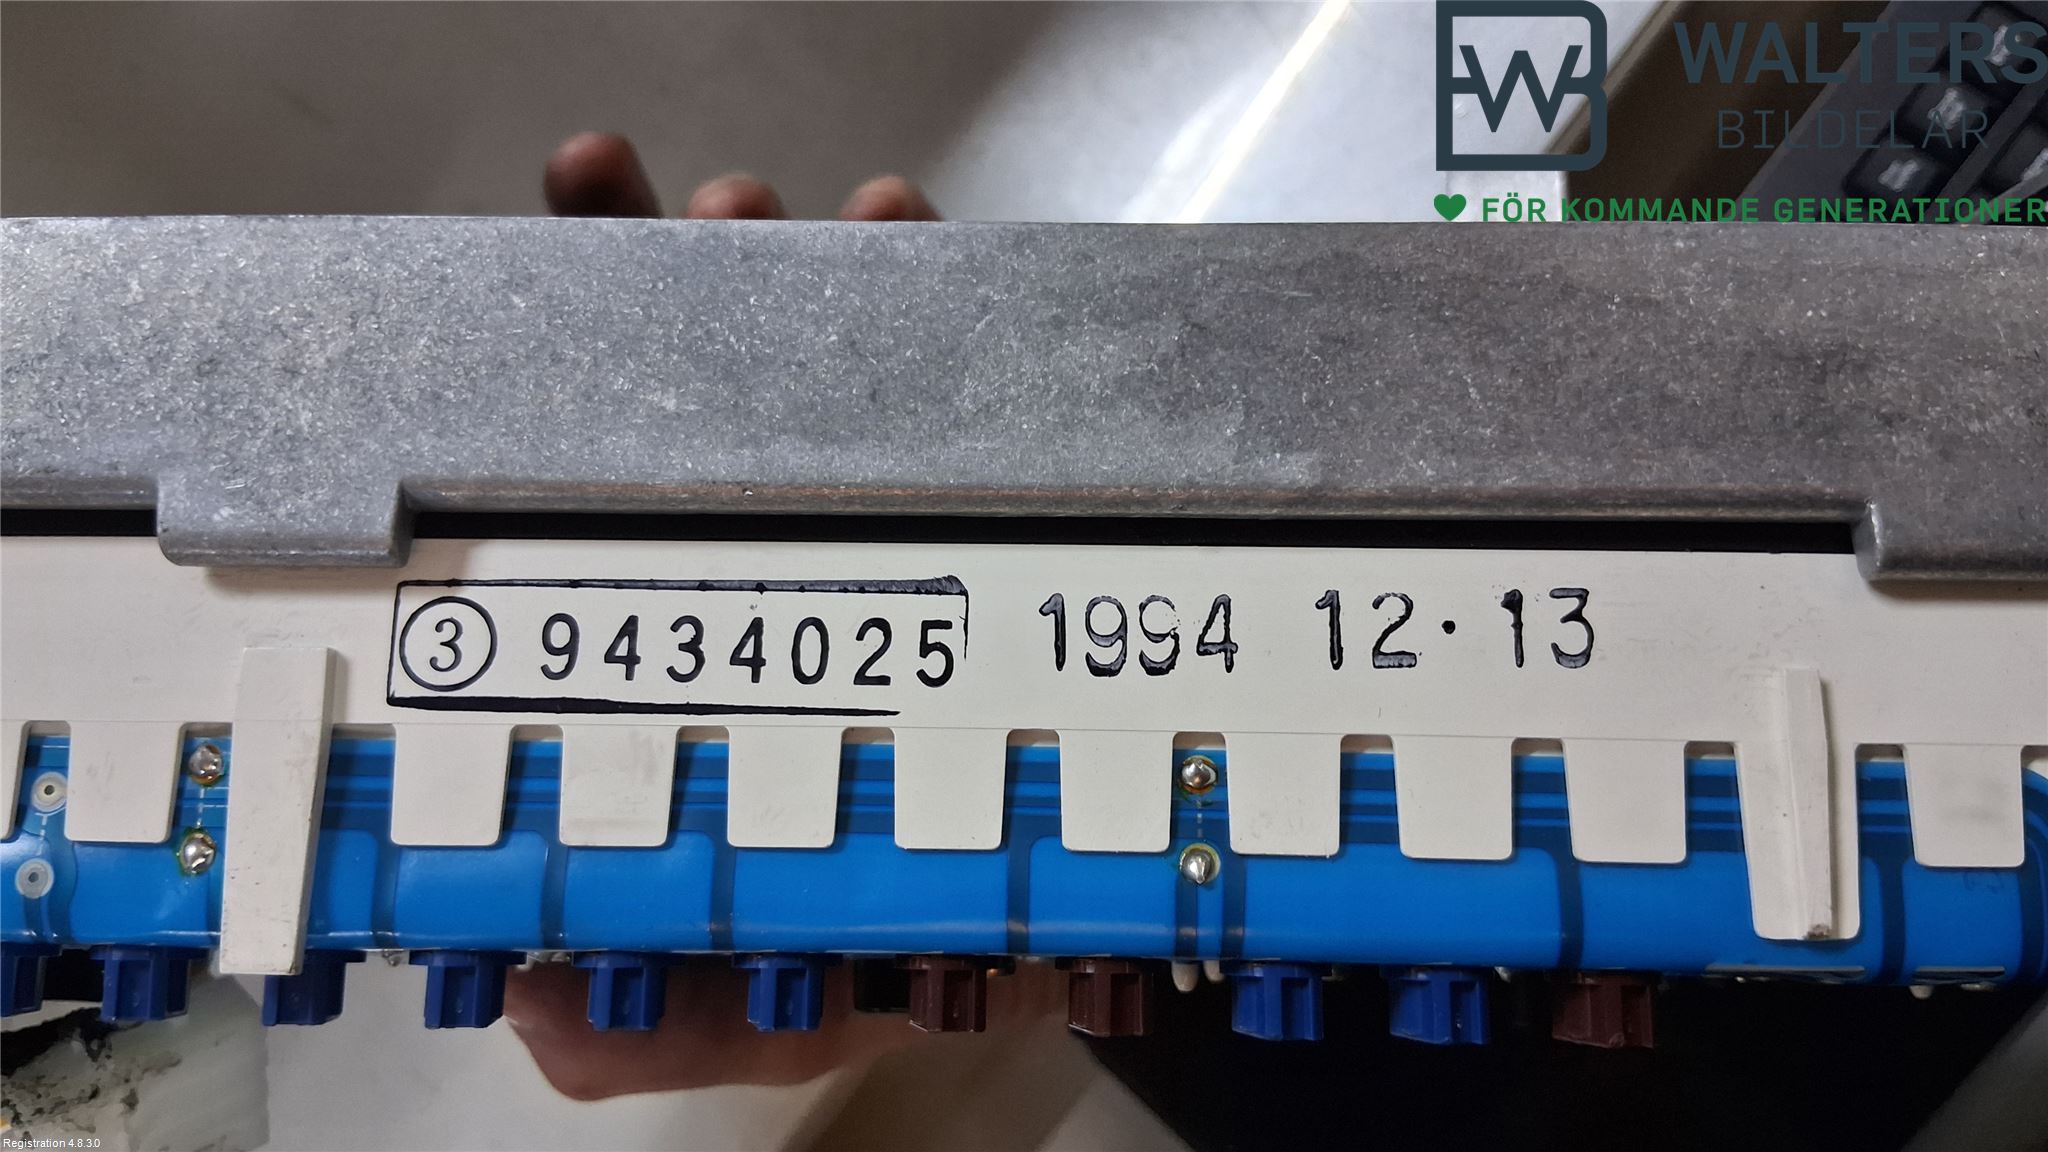 WALTERS
BILDELAR
FÖR KOMMANDE GENERATIONER
③ 9434025 1994 12・13
Registration 4.8.3.0